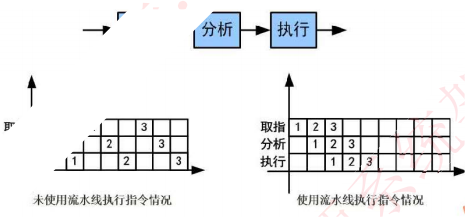 分析 执行
3
2 3
1 2 3
取指 1 2 3
分析 1 2 3
执行 1 2 3
未使用流水线执行指令情况
使用流水线执行指令情况